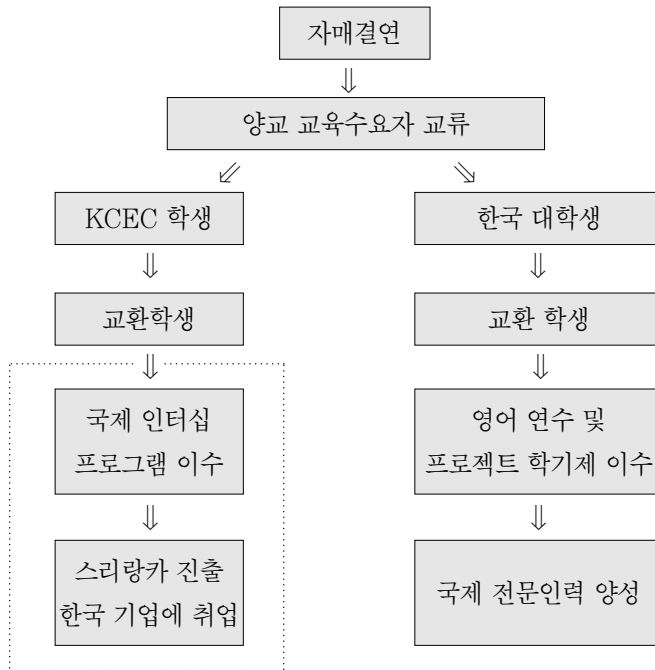 자매결연
양교 교육수요자 교류
KCEC 학생
한국 대학생
교환학생
교환 학생
국제 인터십
프로그램 이수
영어 연수 및
프로젝트 학기제 이수
스리랑카 진출
한국 기업에 취업
국제 전문인력 양성